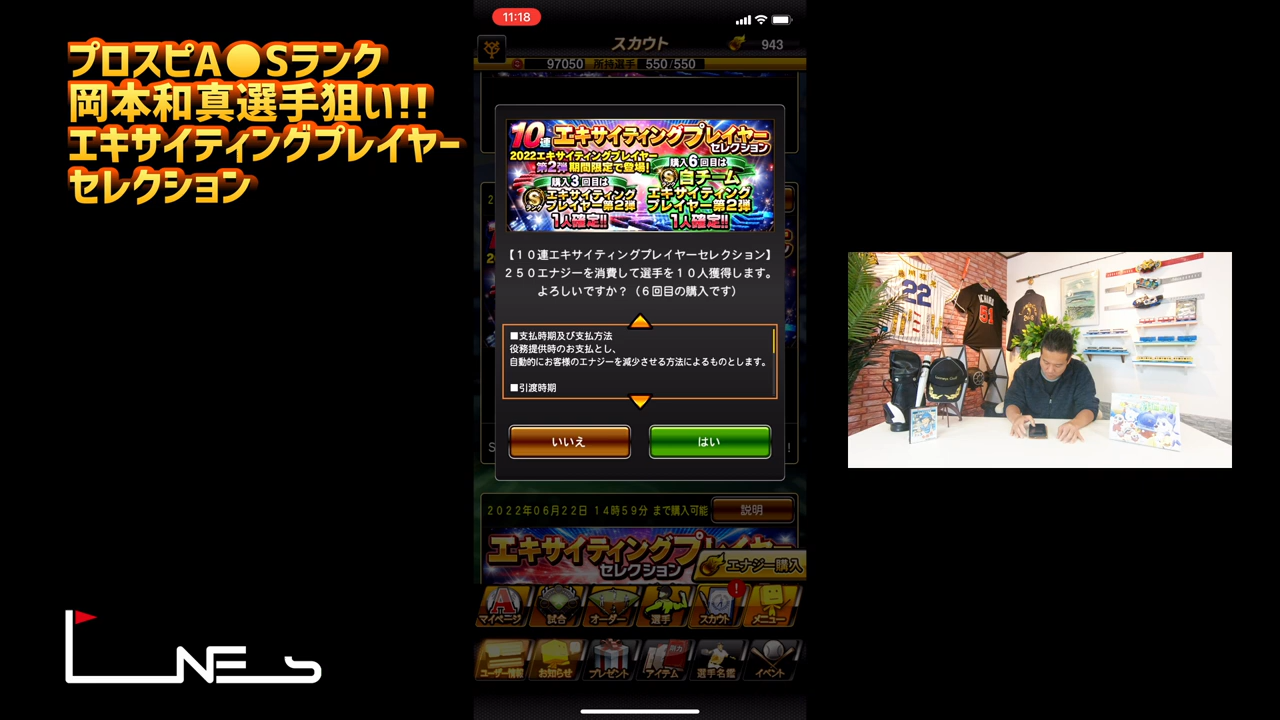 プロスピA●Sランク
岡本和真選手狙い!!
エキサイティングプレイヤー
セレクション
11:18
スカウト
943
97050 所持選手 550/550
10連 エキサイティングプレイヤー
セレクション
2022エキサイティングプレイヤー
第2弾 期間限定で登場!
購入3回目は
Sランク エキサイティング
プレイヤー第2弾
1人確定!!
購入6回目は
Sランク 自チーム
エキサイティング
プレイヤー第2弾
1人確定!!
【１０連エキサイティングプレイヤーセレクション】
２５０エナジーを消費して選手を１０人獲得します。
よろしいですか？（６回目の購入です）
■支払時期及び支払方法
役務提供時のお支払とし、
自動的にお客様のエナジーを減少させる方法によるものとします。
■引渡時期
いいえ
はい
２０２２年０６月２２日 １４時５９分 まで購入可能
説明
エキサイティングプレイヤー
セレクション
エナジー購入
マイページ
試合
オーダー
選手
スカウト
メニュー
ユーザー情報
お知らせ
プレゼント
アイテム
選手名鑑
イベント
22
ICHIRO
51
LNES